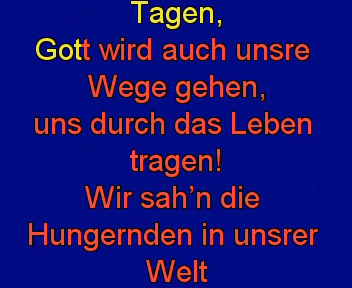 Tagen,
Gott wird auch unsre
Wege gehen,
uns durch das Leben
tragen!
Wir sah’n die
Hungernden in unsrer
Welt